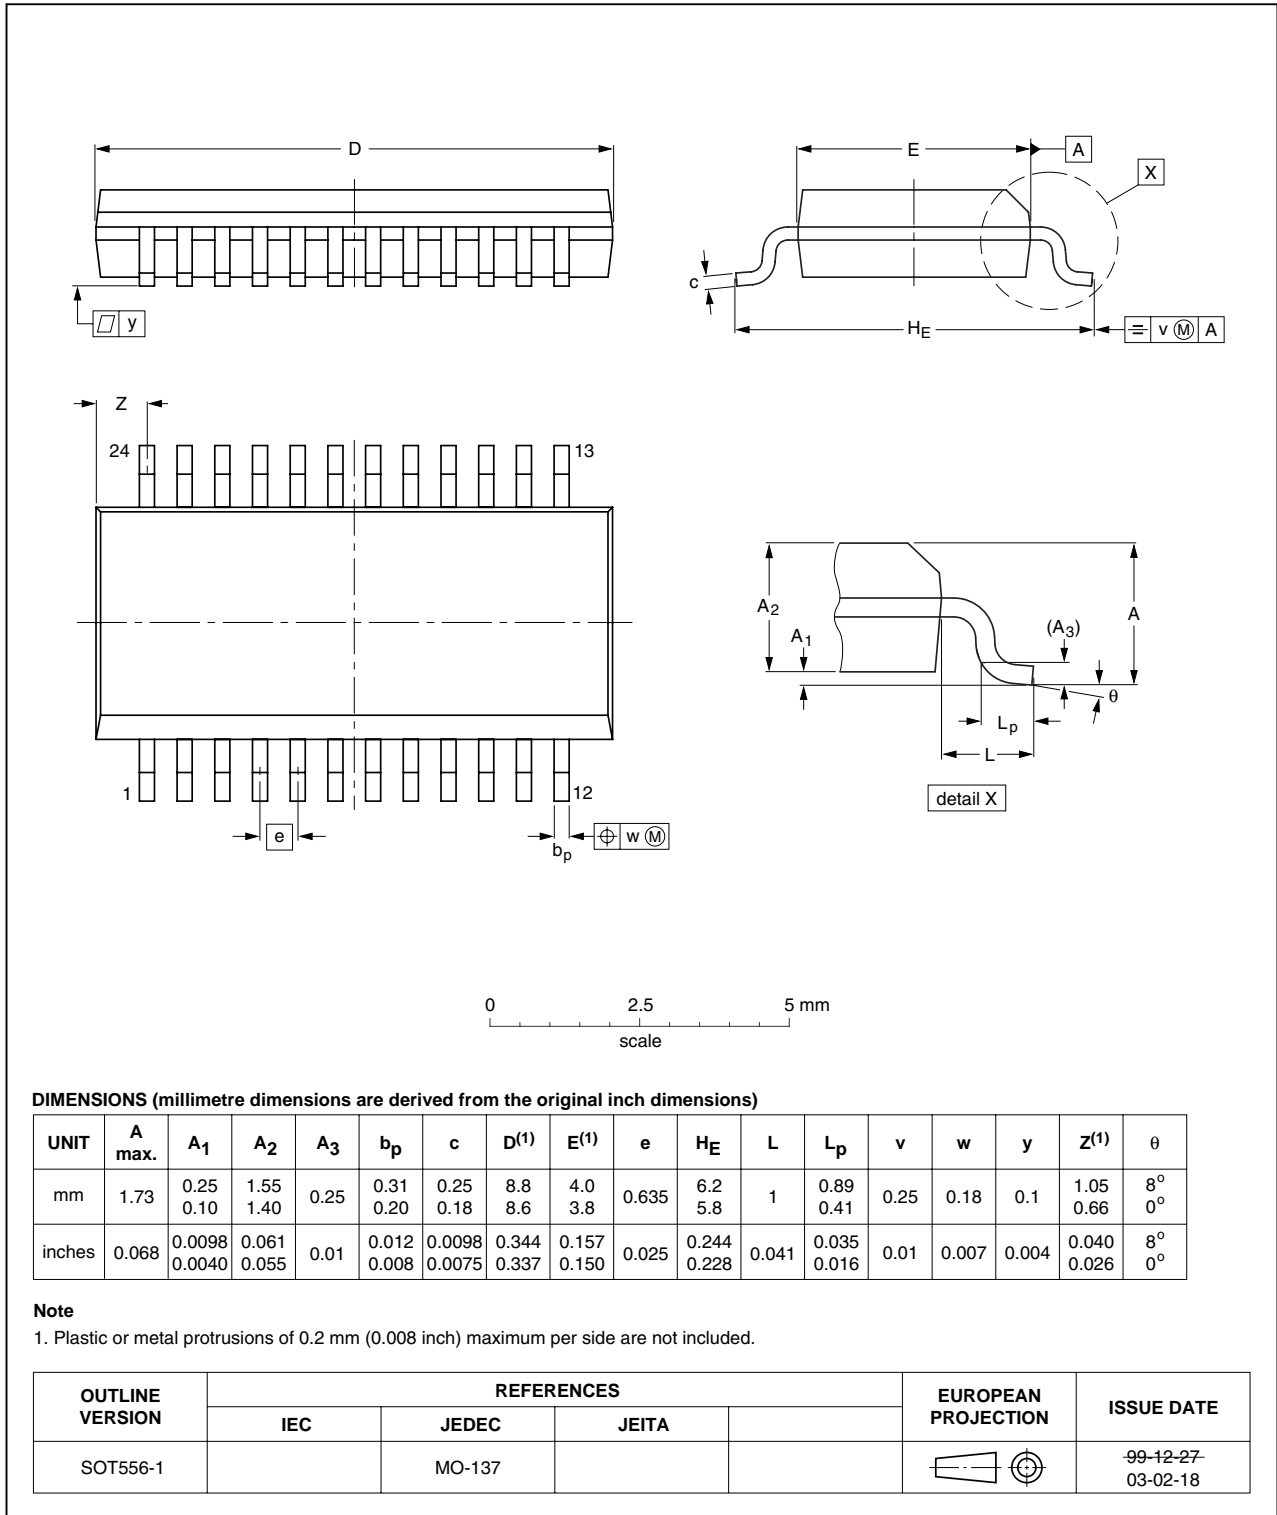 D
E
A
X
c
y
HE
v M A
Z
24
13
A2
A1
(A3)
A
θ
Lp
L
1
12
detail X
e
bp
w M
0 2.5 5 mm
scale
DIMENSIONS (millimetre dimensions are derived from the original inch dimensions)
UNIT A max. A1 A2 A3 bp c D(1) E(1) e HE L Lp v w y Z(1) θ
mm 1.73 0.25 0.10 1.55 1.40 0.25 0.31 0.20 0.25 0.18 8.8 8.6 4.0 3.8 0.635 6.2 5.8 1 0.89 0.41 0.25 0.18 0.1 1.05 0.66 8° 0°
inches 0.068 0.0098 0.0040 0.061 0.055 0.01 0.012 0.008 0.0098 0.0075 0.344 0.337 0.157 0.150 0.025 0.244 0.228 0.041 0.035 0.016 0.01 0.007 0.004 0.040 0.026 8° 0°
Note
1. Plastic or metal protrusions of 0.2 mm (0.008 inch) maximum per side are not included.
OUTLINE VERSION REFERENCES EUROPEAN PROJECTION ISSUE DATE
IEC JEDEC JEITA
SOT556-1 MO-137 99-12-27
03-02-18